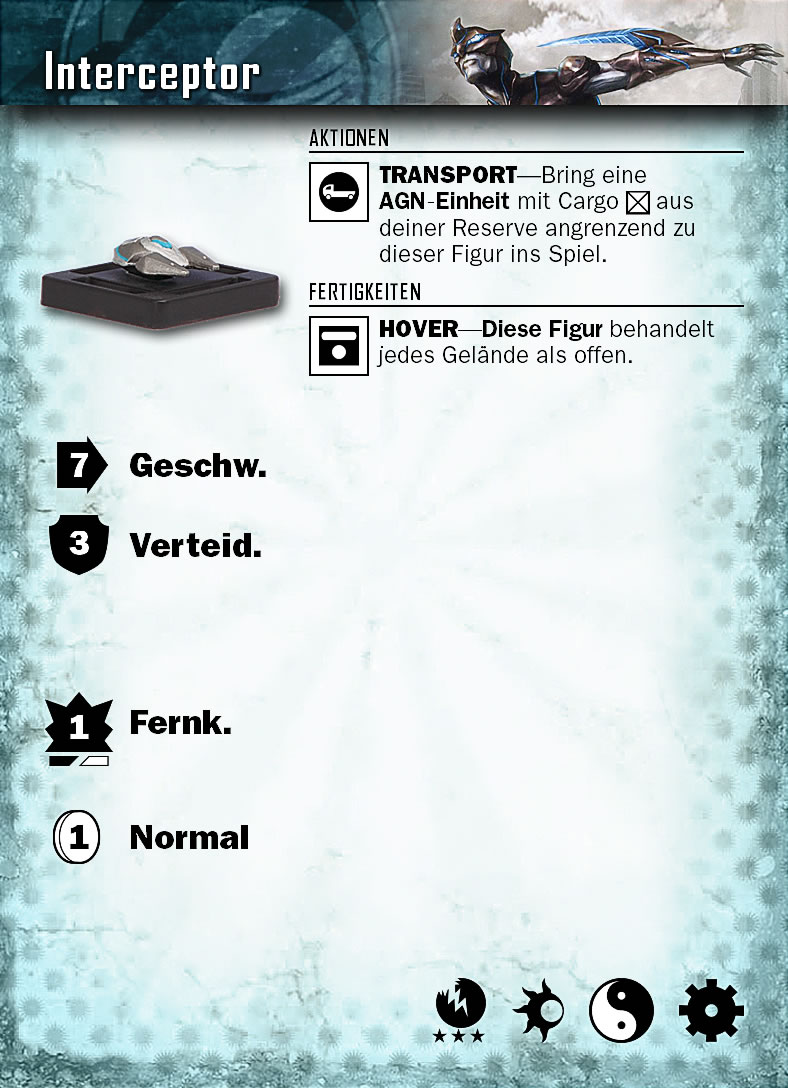 Interceptor
AKTIONEN
TRANSPORT—Bring eine
AGN-Einheit mit Cargo aus
deiner Reserve angrenzend zu
dieser Figur ins Spiel.
FERTIGKEITEN
HOVER—Diese Figur behandelt
jedes Gelände als offen.
7 Geschw.
3 Verteid.
1 Fernk.
1 Normal